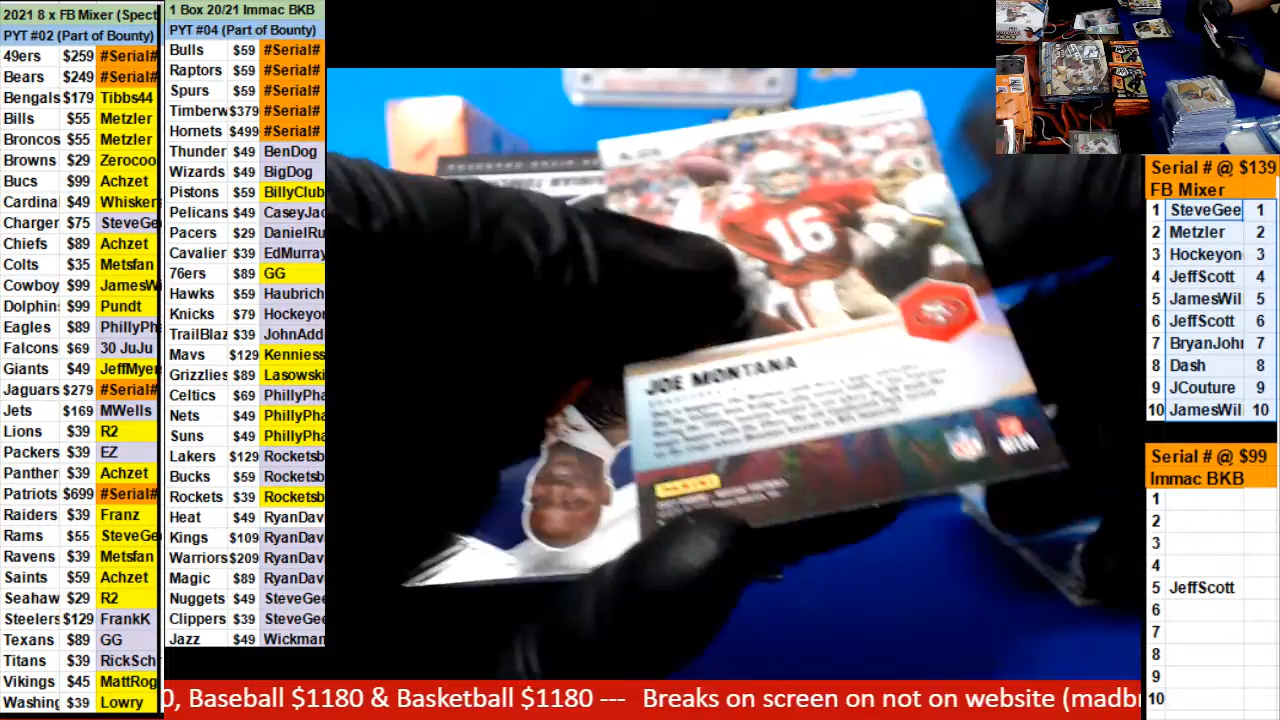 2021 8 x FB Mixer (Spect
PYT #02 (Part of Bounty)
49ers $259 #Serial#
Bears $249 #Serial#
Bengals $179 Tibbs44
Bills $55 Metzler
Broncos $55 Metzler
Browns $29 Zerocoo
Bucs $99 Achzet
Cardina $49 Whisker
Charger $75 SteveGe
Chiefs $89 Achzet
Colts $35 Metsfan
Cowboy $99 JamesWi
Dolphin $99 Pundt
Eagles $89 PhillyPh
Falcons $69 30 JuJu
Giants $49 JeffMyer
Jaguars $279 #Serial#
Jets $169 MWells
Lions $39 R2
Packers $39 EZ
Panther $39 Achzet
Patriots $699 #Serial#
Raiders $39 Franz
Rams $55 SteveGe
Ravens $39 Metsfan
Saints $59 Achzet
Seahaw $29 R2
Steelers $129 FrankK
Texans $89 GG
Titans $39 RickSch
Vikings $45 MattRog
Washing $39 Lowry
1 Box 20/21 Immac BKB
PYT #04 (Part of Bounty)
Bulls $59 #Serial#
Raptors $59 #Serial#
Spurs $59 #Serial#
Timberw $379 #Serial#
Hornets $499 #Serial#
Thunder $49 BenDog
Wizards $49 BigDog
Pistons $59 BillyClub
Pelicans $49 CaseyJac
Pacers $29 DanielRu
Cavalier $39 EdMurray
76ers $89 GG
Hawks $59 Haubrich
Knicks $79 Hockeyor
TrailBlaz $39 JohnAdd
Mavs $129 Kenniess
Grizzlies $89 Lasowski
Celtics $69 PhillyPha
Nets $49 PhillyPha
Suns $49 PhillyPha
Lakers $129 Rocketsb
Bucks $59 Rocketsb
Rockets $39 Rocketsb
Heat $49 RyanDav
Kings $109 RyanDav
Warriors $209 RyanDav
Magic $89 RyanDav
Nuggets $49 SteveGee
Clippers $39 SteveGee
Jazz $49 Wickman
16
JOE MONTANA
PANINI
NFL
Serial # @ $139
FB Mixer
1 SteveGee 1
2 Metzler 2
3 Hockeyon 3
4 JeffScott 4
5 JamesWil 5
6 JeffScott 6
7 BryanJohn 7
8 Dash 8
9 JCouture 9
10 JamesWil 10
Serial # @ $99
Immac BKB
1
2
3
4
5 JeffScott
6
7
8
9
10
0, Baseball $1180 & Basketball $1180 --- Breaks on screen on not on website (madbr